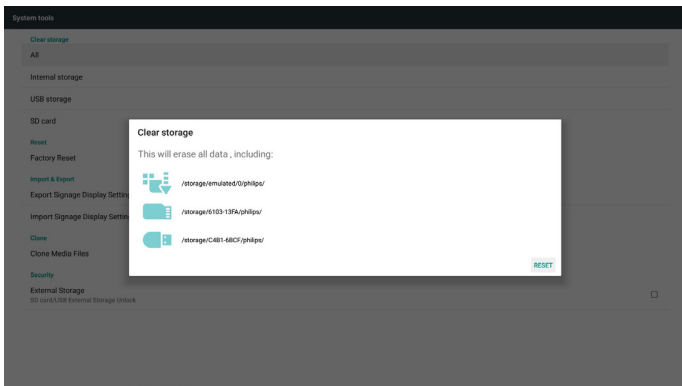 System tools
Clear storage
All
Internal storage
USB storage
SD card
Reset
Factory Reset
Import & Export
Export Signage Display Setting
Import Signage Display Settin
Clone
Clone Media Files
Security
External Storage
SD card/USB External Storage Unlock
Clear storage
This will erase all data , including:
/storage/emulated/0/philips/
/storage/6103-13FA/philips/
/storage/C4B1-6BCF/philips/
RESET